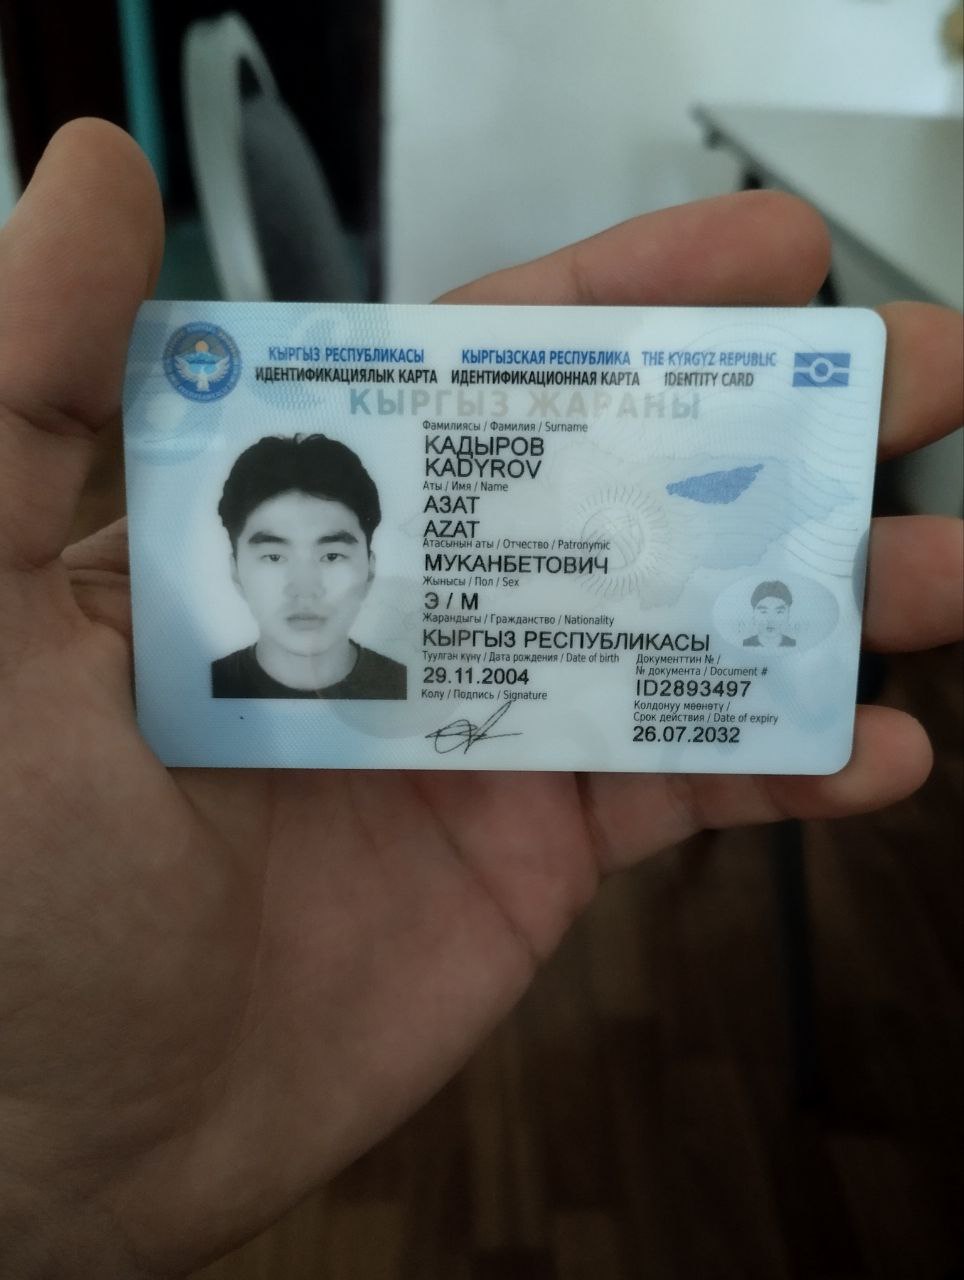 КЫРГЫЗ РЕСПУБЛИКАСЫ КЫРГЫЗСКАЯ РЕСПУБЛИКА THE KYRGYZ REPUBLIC
ИДЕНТИФИКАЦИЯЛЫК КАРТА ИДЕНТИФИКАЦИОННАЯ КАРТА IDENTITY CARD
КЫРГЫЗ ЖАРАНЫ
Фамилиясы / Фамилия / Surname
КАДЫРОВ
KADYROV
Аты / Имя / Name
АЗАТ
AZAT
Атасынын аты / Отчество / Patronymic
МУКАНБЕТОВИЧ
Жынысы / Пол / Sex
Э / М
Жарандыгы / Гражданство / Nationality
КЫРГЫЗ РЕСПУБЛИКАСЫ
Туулган күнү / Дата рождения / Date of birth
29.11.2004
Колу / Подпись / Signature
Документтин № /
№ документа / Document #
ID2893497
Колдонуу мөөнөтү /
Срок действия / Date of expiry
26.07.2032